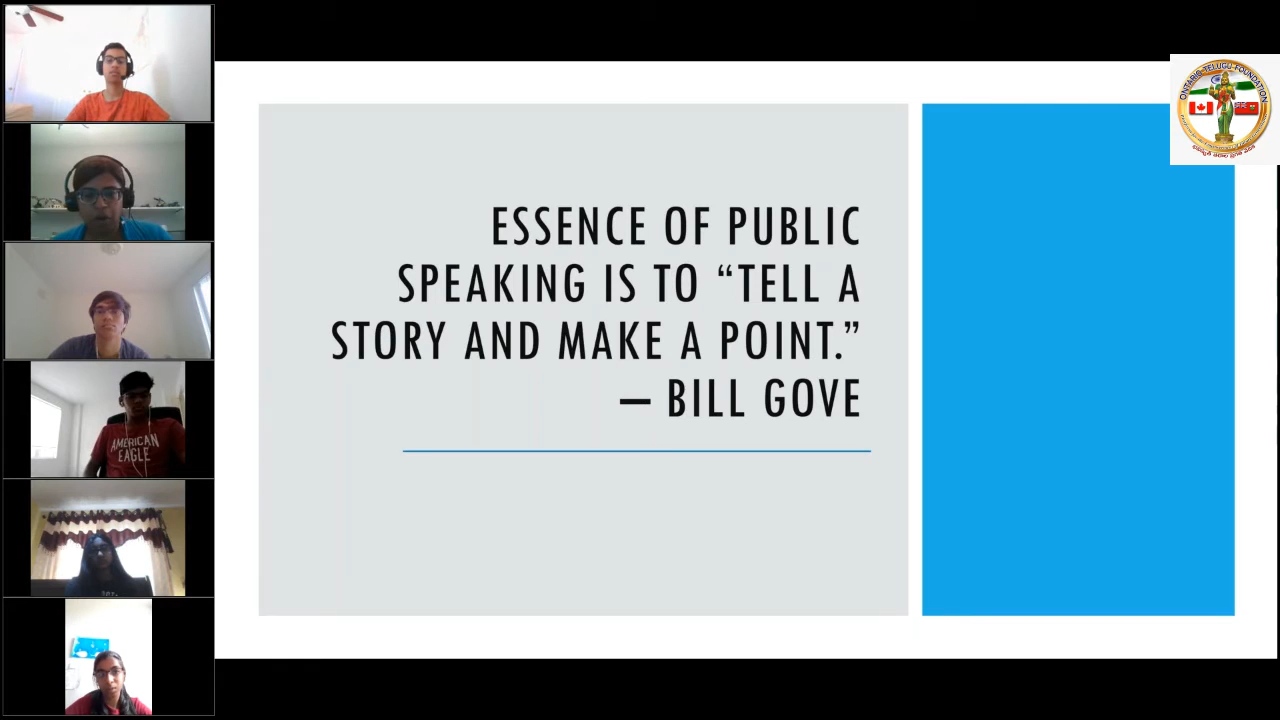 ESSENCE OF PUBLIC
SPEAKING IS TO “TELL A
STORY AND MAKE A POINT.”
– BILL GOVE
ONTARIO TELUGU FOUNDATION
AMERICAN
EAGLE